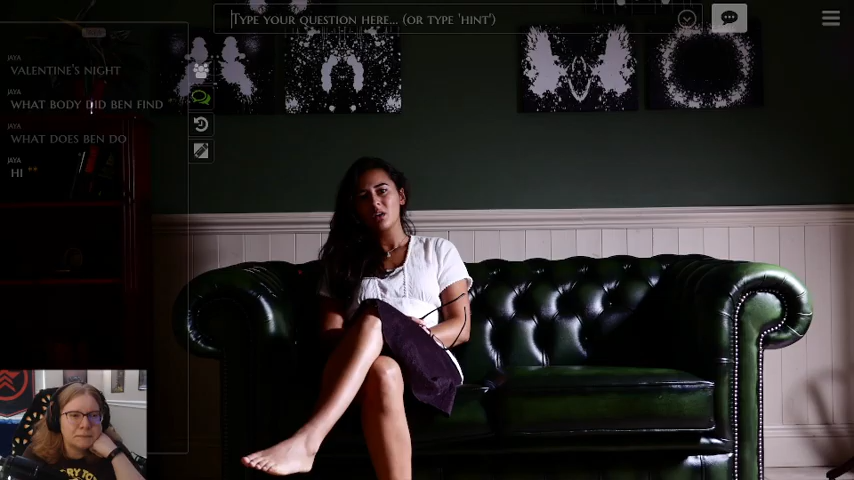 Type your question here... (or type 'hint')
JAYA
VALENTINE'S NIGHT
JAYA
WHAT BODY DID BEN FIND
JAYA
WHAT DOES BEN DO
JAYA
HI